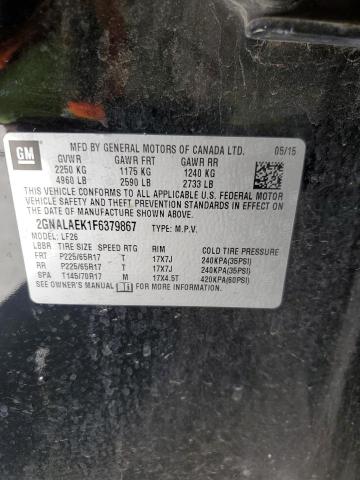 GM
MFD BY GENERAL MOTORS OF CANADA LTD. 05/15
GVWR GAWR FRT GAWR RR
2250 KG 1175 KG 1240 KG
4960 LB 2590 LB 2733 LB
THIS VEHICLE CONFORMS TO ALL APPLICABLE U.S. FEDERAL MOTOR
VEHICLE SAFETY, BUMPER, AND THEFT PREVENTION STANDARDS IN
EFFECT ON THE DATE OF MANUFACTURE SHOWN ABOVE.
2GNALAEK1F6379867 TYPE: M.P.V.
MODEL: LF26
LBBR TIRE SIZE SPEED RTG RIM COLD TIRE PRESSURE
FRT P225/65R17 T 17X7J 240KPA(35PSI)
RR P225/65R17 T 17X7J 240KPA(35PSI)
SPA T145/70R17 M 17X4.5T 420KPA(60PSI)
SEE OWNER'S MANUAL FOR MORE INFORMATION.